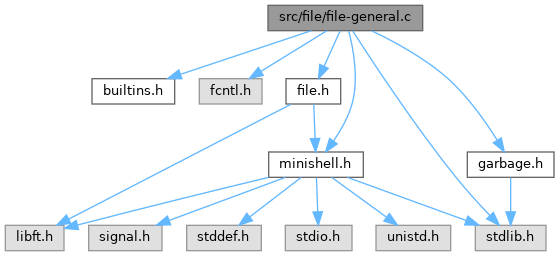 src/file/file-general.c
builtins.h
fcntl.h
file.h
minishell.h
garbage.h
libft.h
signal.h
stddef.h
stdio.h
unistd.h
stdlib.h